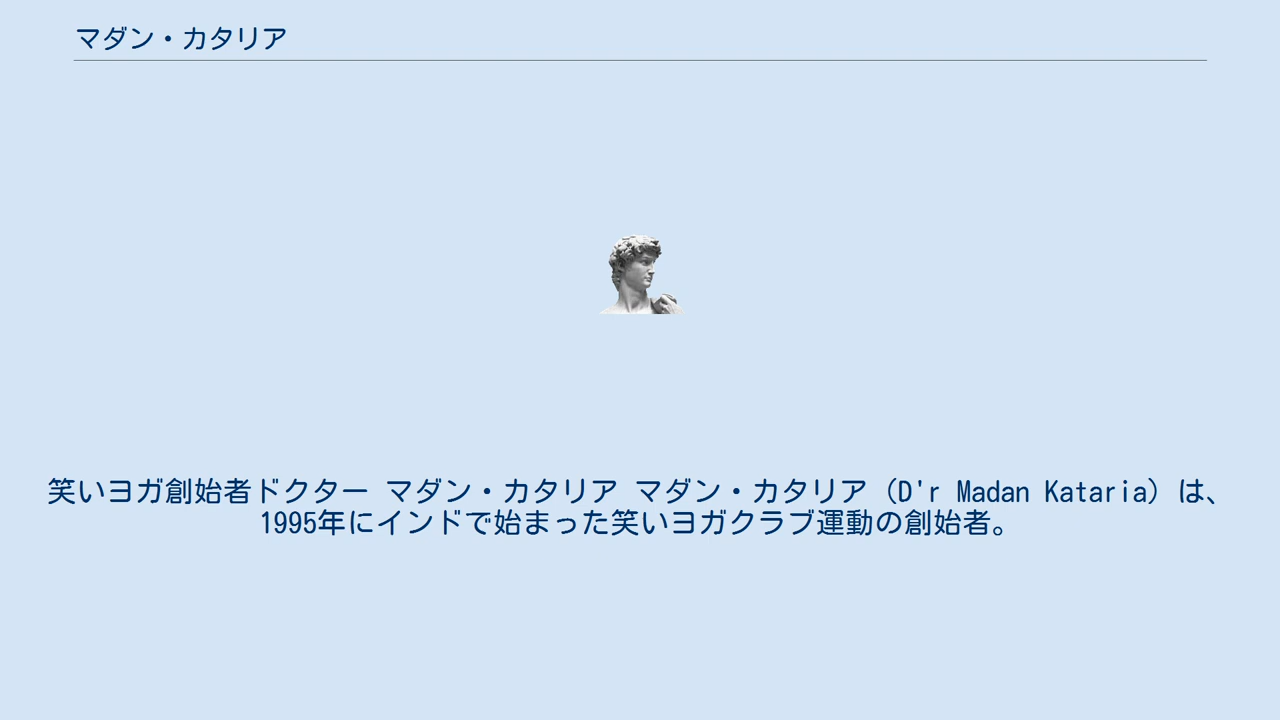 マダン・カタリア
笑いヨガ創始者ドクター マダン・カタリア マダン・カタリア（D'r Madan Kataria）は、
1995年にインドで始まった笑いヨガクラブ運動の創始者。